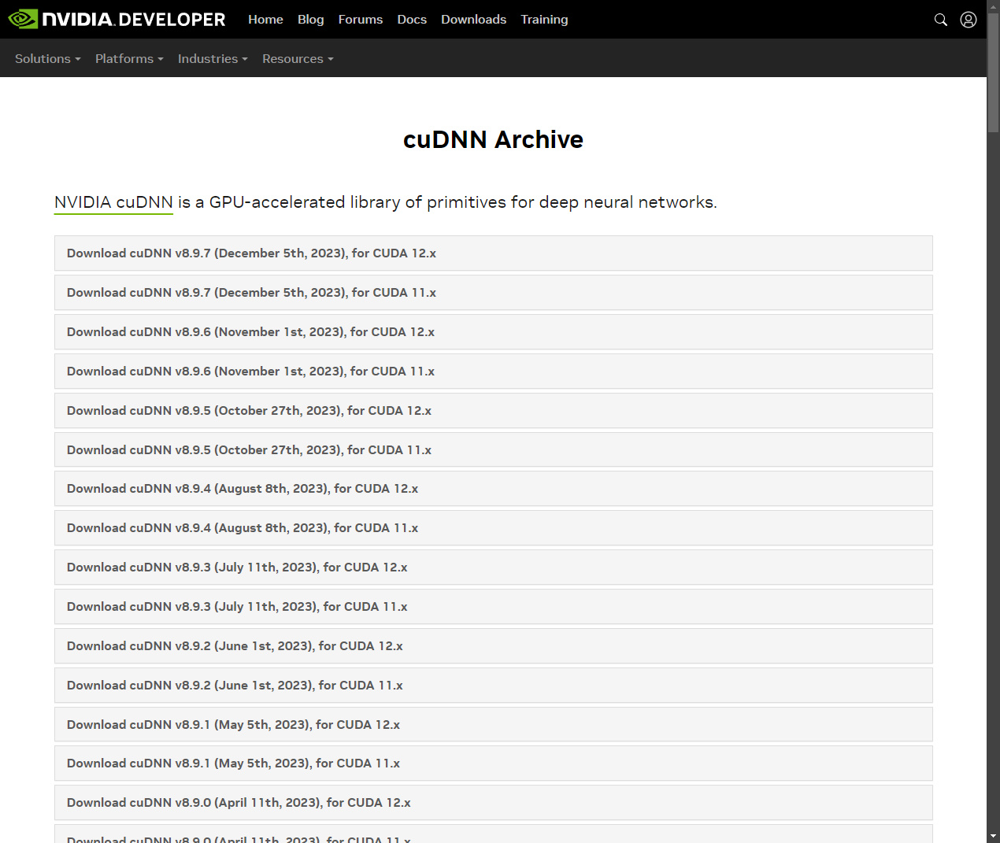 NVIDIA. DEVELOPER Home Blog Forums Docs Downloads Training
Solutions Platforms Industries Resources
cuDNN Archive
NVIDIA cuDNN is a GPU-accelerated library of primitives for deep neural networks.
Download cuDNN v8.9.7 (December 5th, 2023), for CUDA 12.x
Download cuDNN v8.9.7 (December 5th, 2023), for CUDA 11.x
Download cuDNN v8.9.6 (November 1st, 2023), for CUDA 12.x
Download cuDNN v8.9.6 (November 1st, 2023), for CUDA 11.x
Download cuDNN v8.9.5 (October 27th, 2023), for CUDA 12.x
Download cuDNN v8.9.5 (October 27th, 2023), for CUDA 11.x
Download cuDNN v8.9.4 (August 8th, 2023), for CUDA 12.x
Download cuDNN v8.9.4 (August 8th, 2023), for CUDA 11.x
Download cuDNN v8.9.3 (July 11th, 2023), for CUDA 12.x
Download cuDNN v8.9.3 (July 11th, 2023), for CUDA 11.x
Download cuDNN v8.9.2 (June 1st, 2023), for CUDA 12.x
Download cuDNN v8.9.2 (June 1st, 2023), for CUDA 11.x
Download cuDNN v8.9.1 (May 5th, 2023), for CUDA 12.x
Download cuDNN v8.9.1 (May 5th, 2023), for CUDA 11.x
Download cuDNN v8.9.0 (April 11th, 2023), for CUDA 12.x
Download cuDNN v8.9.0 (April 11th, 2023), for CUDA 11.x